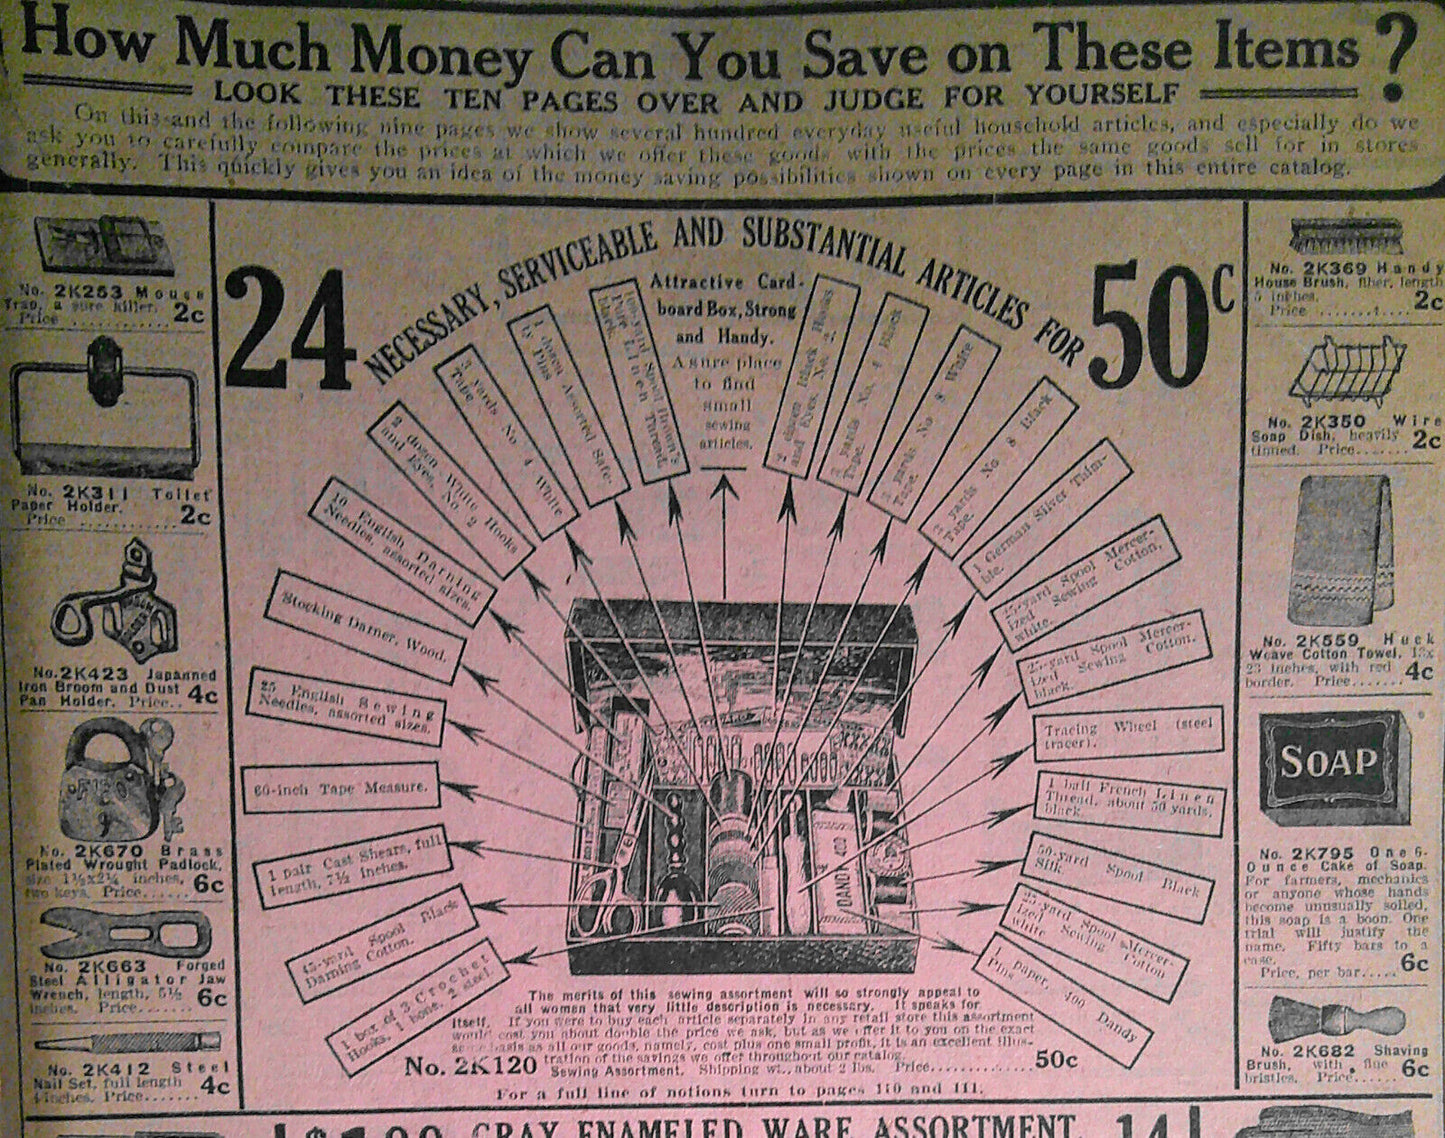 How Much Money Can You Save on These Items?
LOOK THESE TEN PAGES OVER AND JUDGE FOR YOURSELF
On this and the following nine pages we show several hundred everyday useful household articles, and especially do we
ask you to carefully compare the prices at which we offer these goods with the prices the same goods sell for in stores
generally. This quickly gives you an idea of the money saving possibilities shown on every page in this entire catalog.
No. 2K253 Mouse
Trap, a sure killer.
Price 2c
No. 2K311 Toilet
Paper Holder.
Price 2c
No. 2K423 Japanned
Iron Broom and Dust
Pan Holder. Price.. 4c
No. 2K670 Brass
Plated Wrought Padlock,
size 1½x2¼ inches,
two keys. Price...... 6c
No. 2K663 Forged
Steel Alligator Jaw
Wrench, length, 5½
inches. Price....... 6c
No. 2K412 Steel
Nail Set, full length
4 inches. Price....... 4c
24 NECESSARY, SERVICEABLE AND SUBSTANTIAL ARTICLES FOR 50c
Attractive Card-
board Box, Strong
and Handy.
A sure place
to find
small
sewing
articles.
1 box of 3 Crochet
Hooks, 1 bone, 2 steel.
45-yard Spool Black
Darning Cotton.
1 pair Cast Shears, full
length, 7½ inches.
60-inch Tape Measure.
25 English Sewing
Needles, assorted sizes.
Stocking Darner, Wood.
10 English Darning
Needles, assorted sizes.
2 dozen White Hooks
and Eyes, No. 2
3 yards No. 4 White
Tape
1 dozen Assorted Safe-
ty Pins
100-yard Spool Brown's
Pure Linen Thread,
Black.
2 dozen Black Hooks
and Eyes, No. 2.
3 yards No. 4 Black
Tape.
3 yards No. 8 White
Tape.
3 yards No. 8 Black
Tape.
1 German Silver Thim-
ble.
25-yard Spool Mercer-
ized Sewing Cotton,
white.
25-yard Spool Mercer-
ized Sewing Cotton,
black.
Tracing Wheel (steel
tracer).
1 ball French Linen
Thread, about 50 yards,
black.
50-yard Spool Black
Silk.
25-yard Spool Mercer-
ized Sewing Cotton
white
1 paper, 400 Dandy
Pins
DANDY 400
The merits of this sewing assortment will so strongly appeal to
all women that very little description is necessary. It speaks for
itself. If you were to buy each article separately in any retail store this assortment
would cost you about double the price we ask, but as we offer it to you on the exact
same basis as all our goods, namely, cost plus one small profit, it is an excellent illus-
tration of the savings we offer throughout our catalog.
No. 2K120 Sewing Assortment. Shipping wt., about 2 lbs. Price............. 50c
For a full line of notions turn to pages 110 and 111.
No. 2K369 Handy
House Brush, fiber, length
5 inches.
Price 2c
No. 2K350 Wire
Soap Dish, heavily
tinned. Price...... 2c
No. 2K559 Huck
Weave Cotton Towel, 13x
23 inches, with red
border. Price....... 4c
SOAP
No. 2K795 One 6-
Ounce Cake of Soap.
For farmers, mechanics
or anyone whose hands
become unusually soiled,
this soap is a boon. One
trial will justify the
name. Fifty bars to a
case.
Price, per bar..... 6c
No. 2K682 Shaving
Brush, with fine
bristles. Price...... 6c
GRAY ENAMELED WARE ASSORTMENT